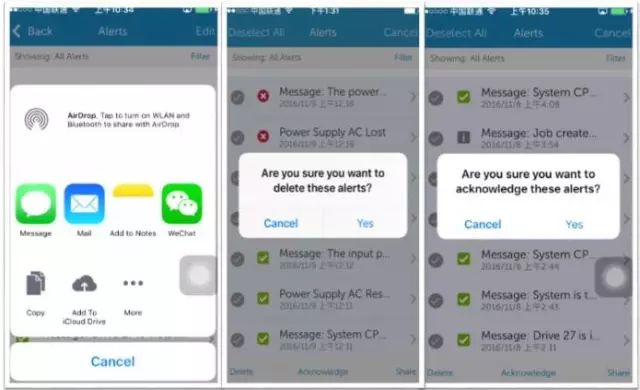 中国联通 上午10:34
Back Alerts Edit
Showing: All Alerts Filter
AirDrop. Tap to turn on WLAN and
Bluetooth to share with AirDrop.
Message Mail Add to Notes WeChat
Copy Add To More
iCloud Drive
Cancel
中国联通 下午1:31
Deselect All Alerts Cancel
Showing: All Alerts Filter
Message: The power...
2016/11/9 上午12:18
Power Supply AC Lost
2016/11/9 上午12:18
Are you sure you want to
delete these alerts?
Cancel Yes
Message: The input p...
2016/11/9 上午12:12
Power Supply AC Res...
2016/11/9 上午12:11
Message: System CP...
2016/11/9 上午12:11
Delete Acknowledge Share
中国联通 上午10:35
Deselect All Alerts Cancel
Showing: All Alerts Filter
Message: System CP...
2016/11/8 上午4:08
Message: Job create...
2016/11/8 上午3:54
Are you sure you want to
acknowledge these alerts?
Cancel Yes
Message: System CP...
2016/11/8 上午2:44
Message: System is t...
2016/11/8 上午2:43
Message: Drive 27 is i...
2016/11/8 上午2:11
Delete Acknowledge Share